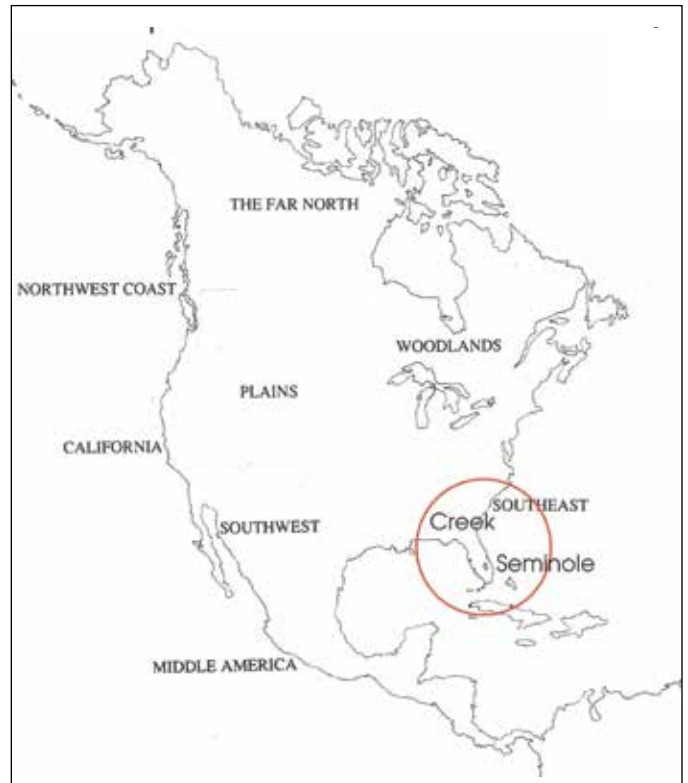 THE FAR NORTH
NORTHWEST COAST
WOODLANDS
PLAINS
CALIFORNIA
SOUTHEAST
Creek
SOUTHWEST
Seminole
MIDDLE AMERICA